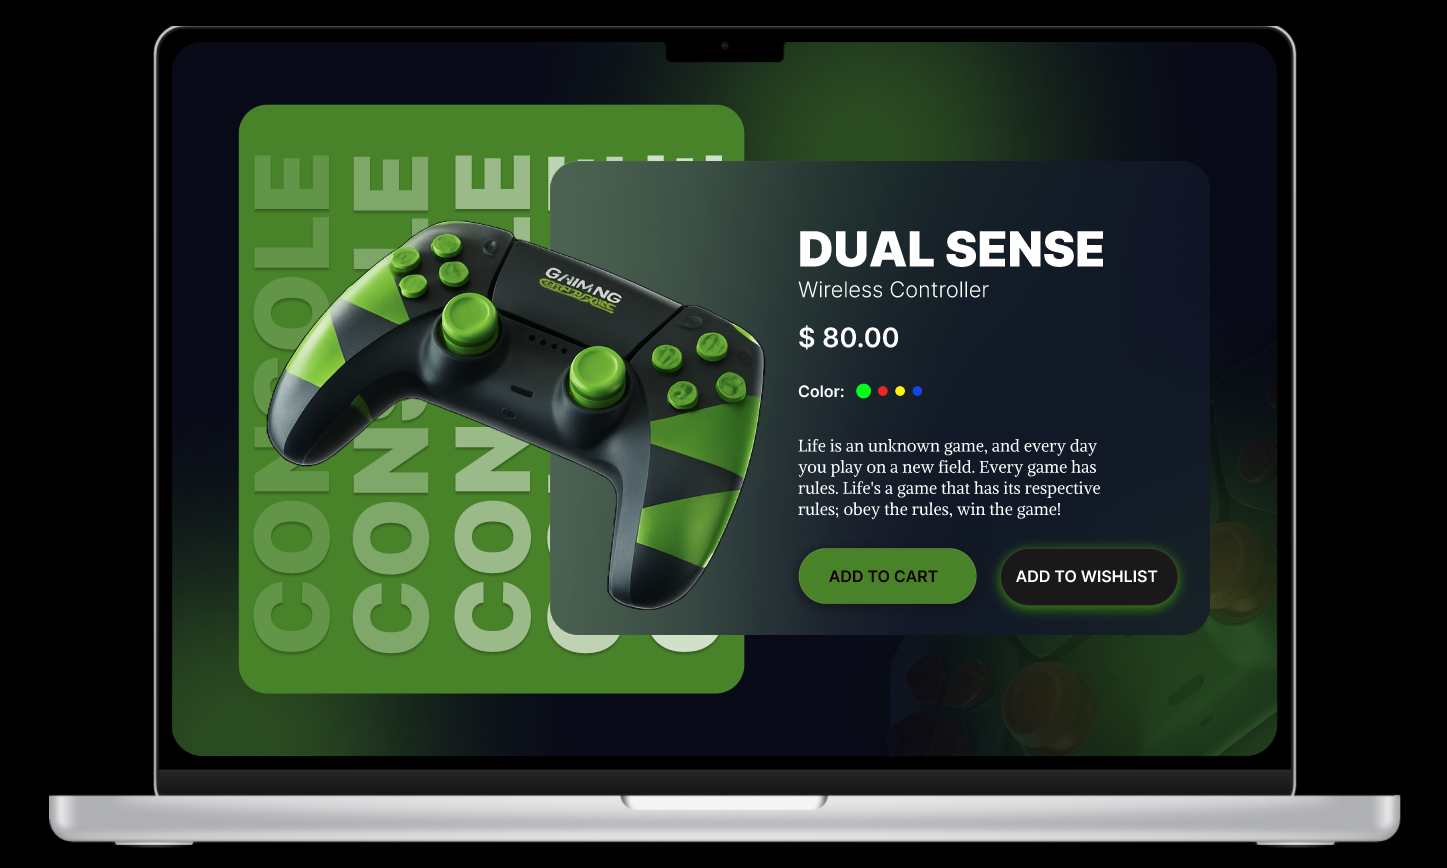 CONSOLE
CONSOLE
CONSOLE
DUAL SENSE
Wireless Controller
$ 80.00
Color:
Life is an unknown game, and every day
you play on a new field. Every game has
rules. Life's a game that has its respective
rules; obey the rules, win the game!
ADD TO CART
ADD TO WISHLIST